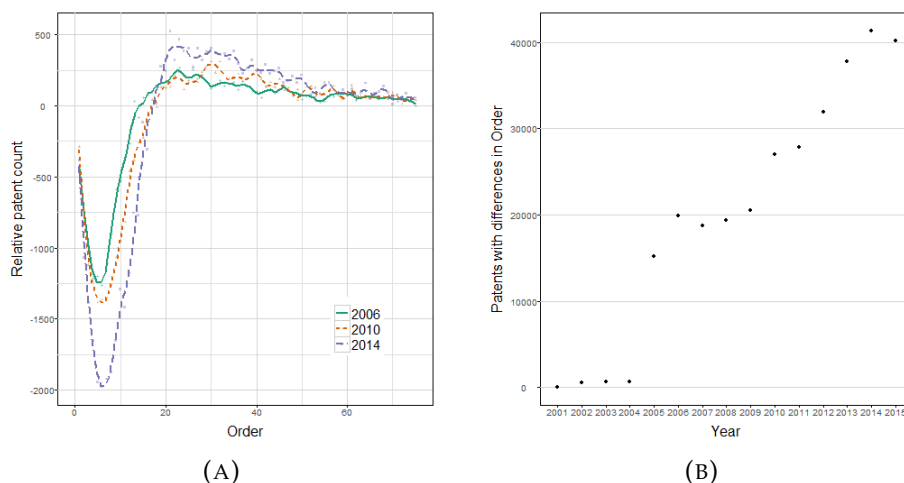 500
0
-500
-1000
-1500
-2000
Relative patent count
2006
2010
2014
0 20 40 60
Order
(A)
40000
30000
20000
10000
0
Patents with differences in Order
2001 2002 2003 2004 2005 2006 2007 2008 2009 2010 2011 2012 2013 2014 2015
Year
(B)